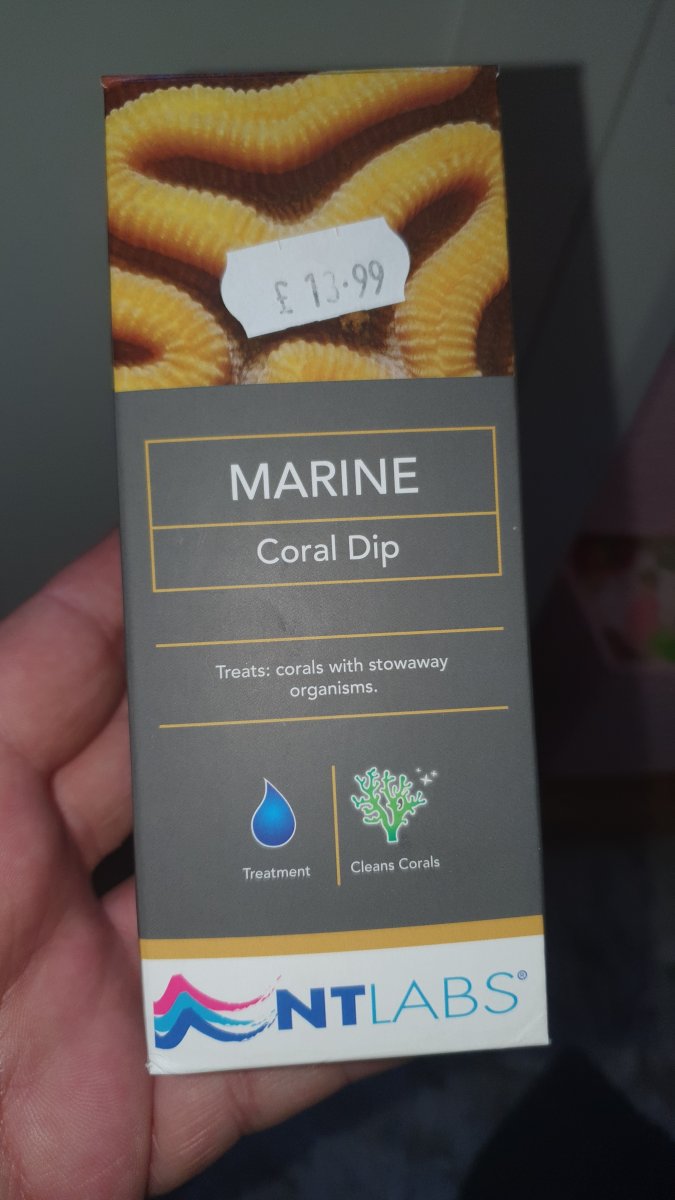 £ 13.99
MARINE
Coral Dip
Treats: corals with stowaway
organisms.
Treatment
Cleans Corals
NTLABS®